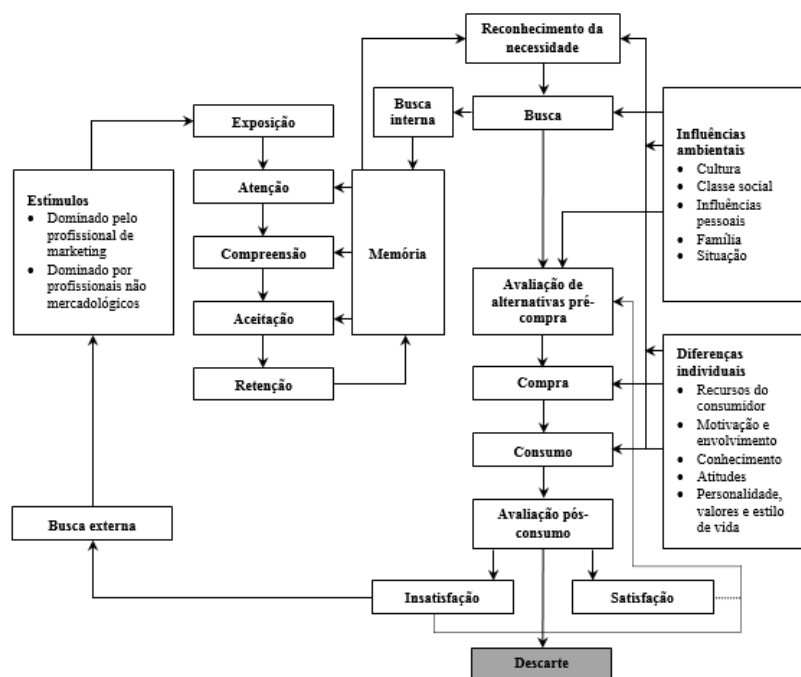 Reconhecimento da
necessidade
Busca
interna
Busca
Exposição
Atenção
Compreensão
Aceitação
Retenção
Memória
Estímulos
• Dominado pelo
profissional de
marketing
• Dominado por
profissionais não
mercadológicos
Influências
ambientais
• Cultura
• Classe social
• Influências
pessoais
• Família
• Situação
Avaliação de
alternativas pré-
compra
Compra
Consumo
Diferenças
individuais
• Recursos do
consumidor
• Motivação e
envolvimento
• Conhecimento
• Atitudes
• Personalidade,
valores e estilo
de vida
Avaliação pós-
consumo
Busca externa
Insatisfação
Satisfação
Descarte